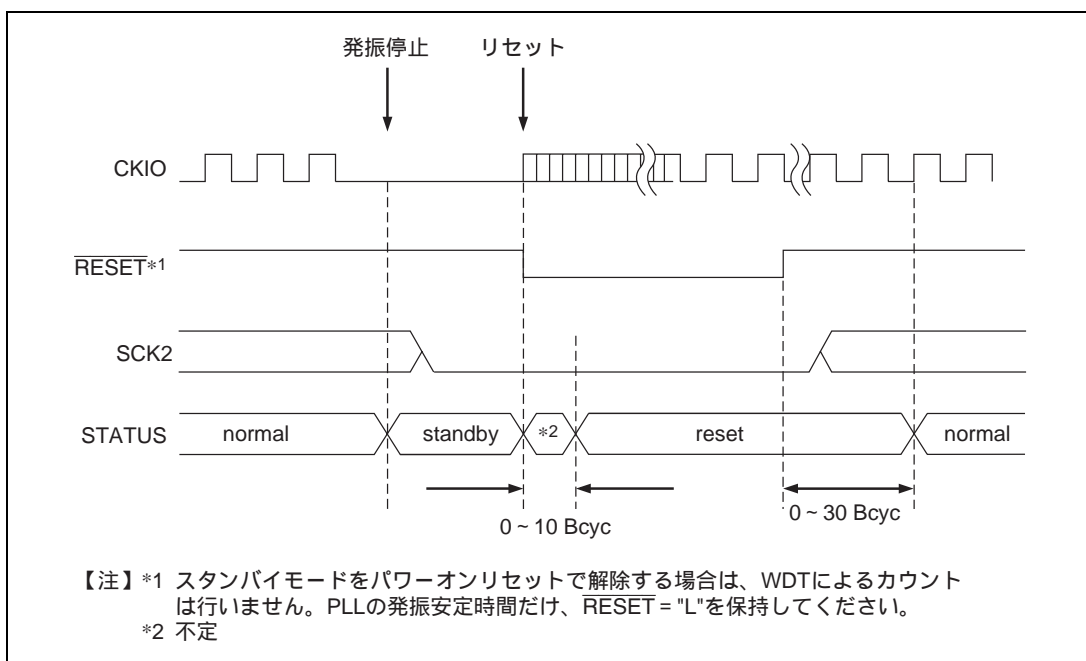 発振停止 リセット
CKIO
RESET*1
SCK2
STATUS normal standby *2 reset normal
0 ~ 10 Bcyc 0 ~ 30 Bcyc
【注】*1 スタンバイモードをパワーオンリセットで解除する場合は、WDTによるカウント
は行いません。PLLの発振安定時間だけ、RESET = "L"を保持してください。
*2 不定